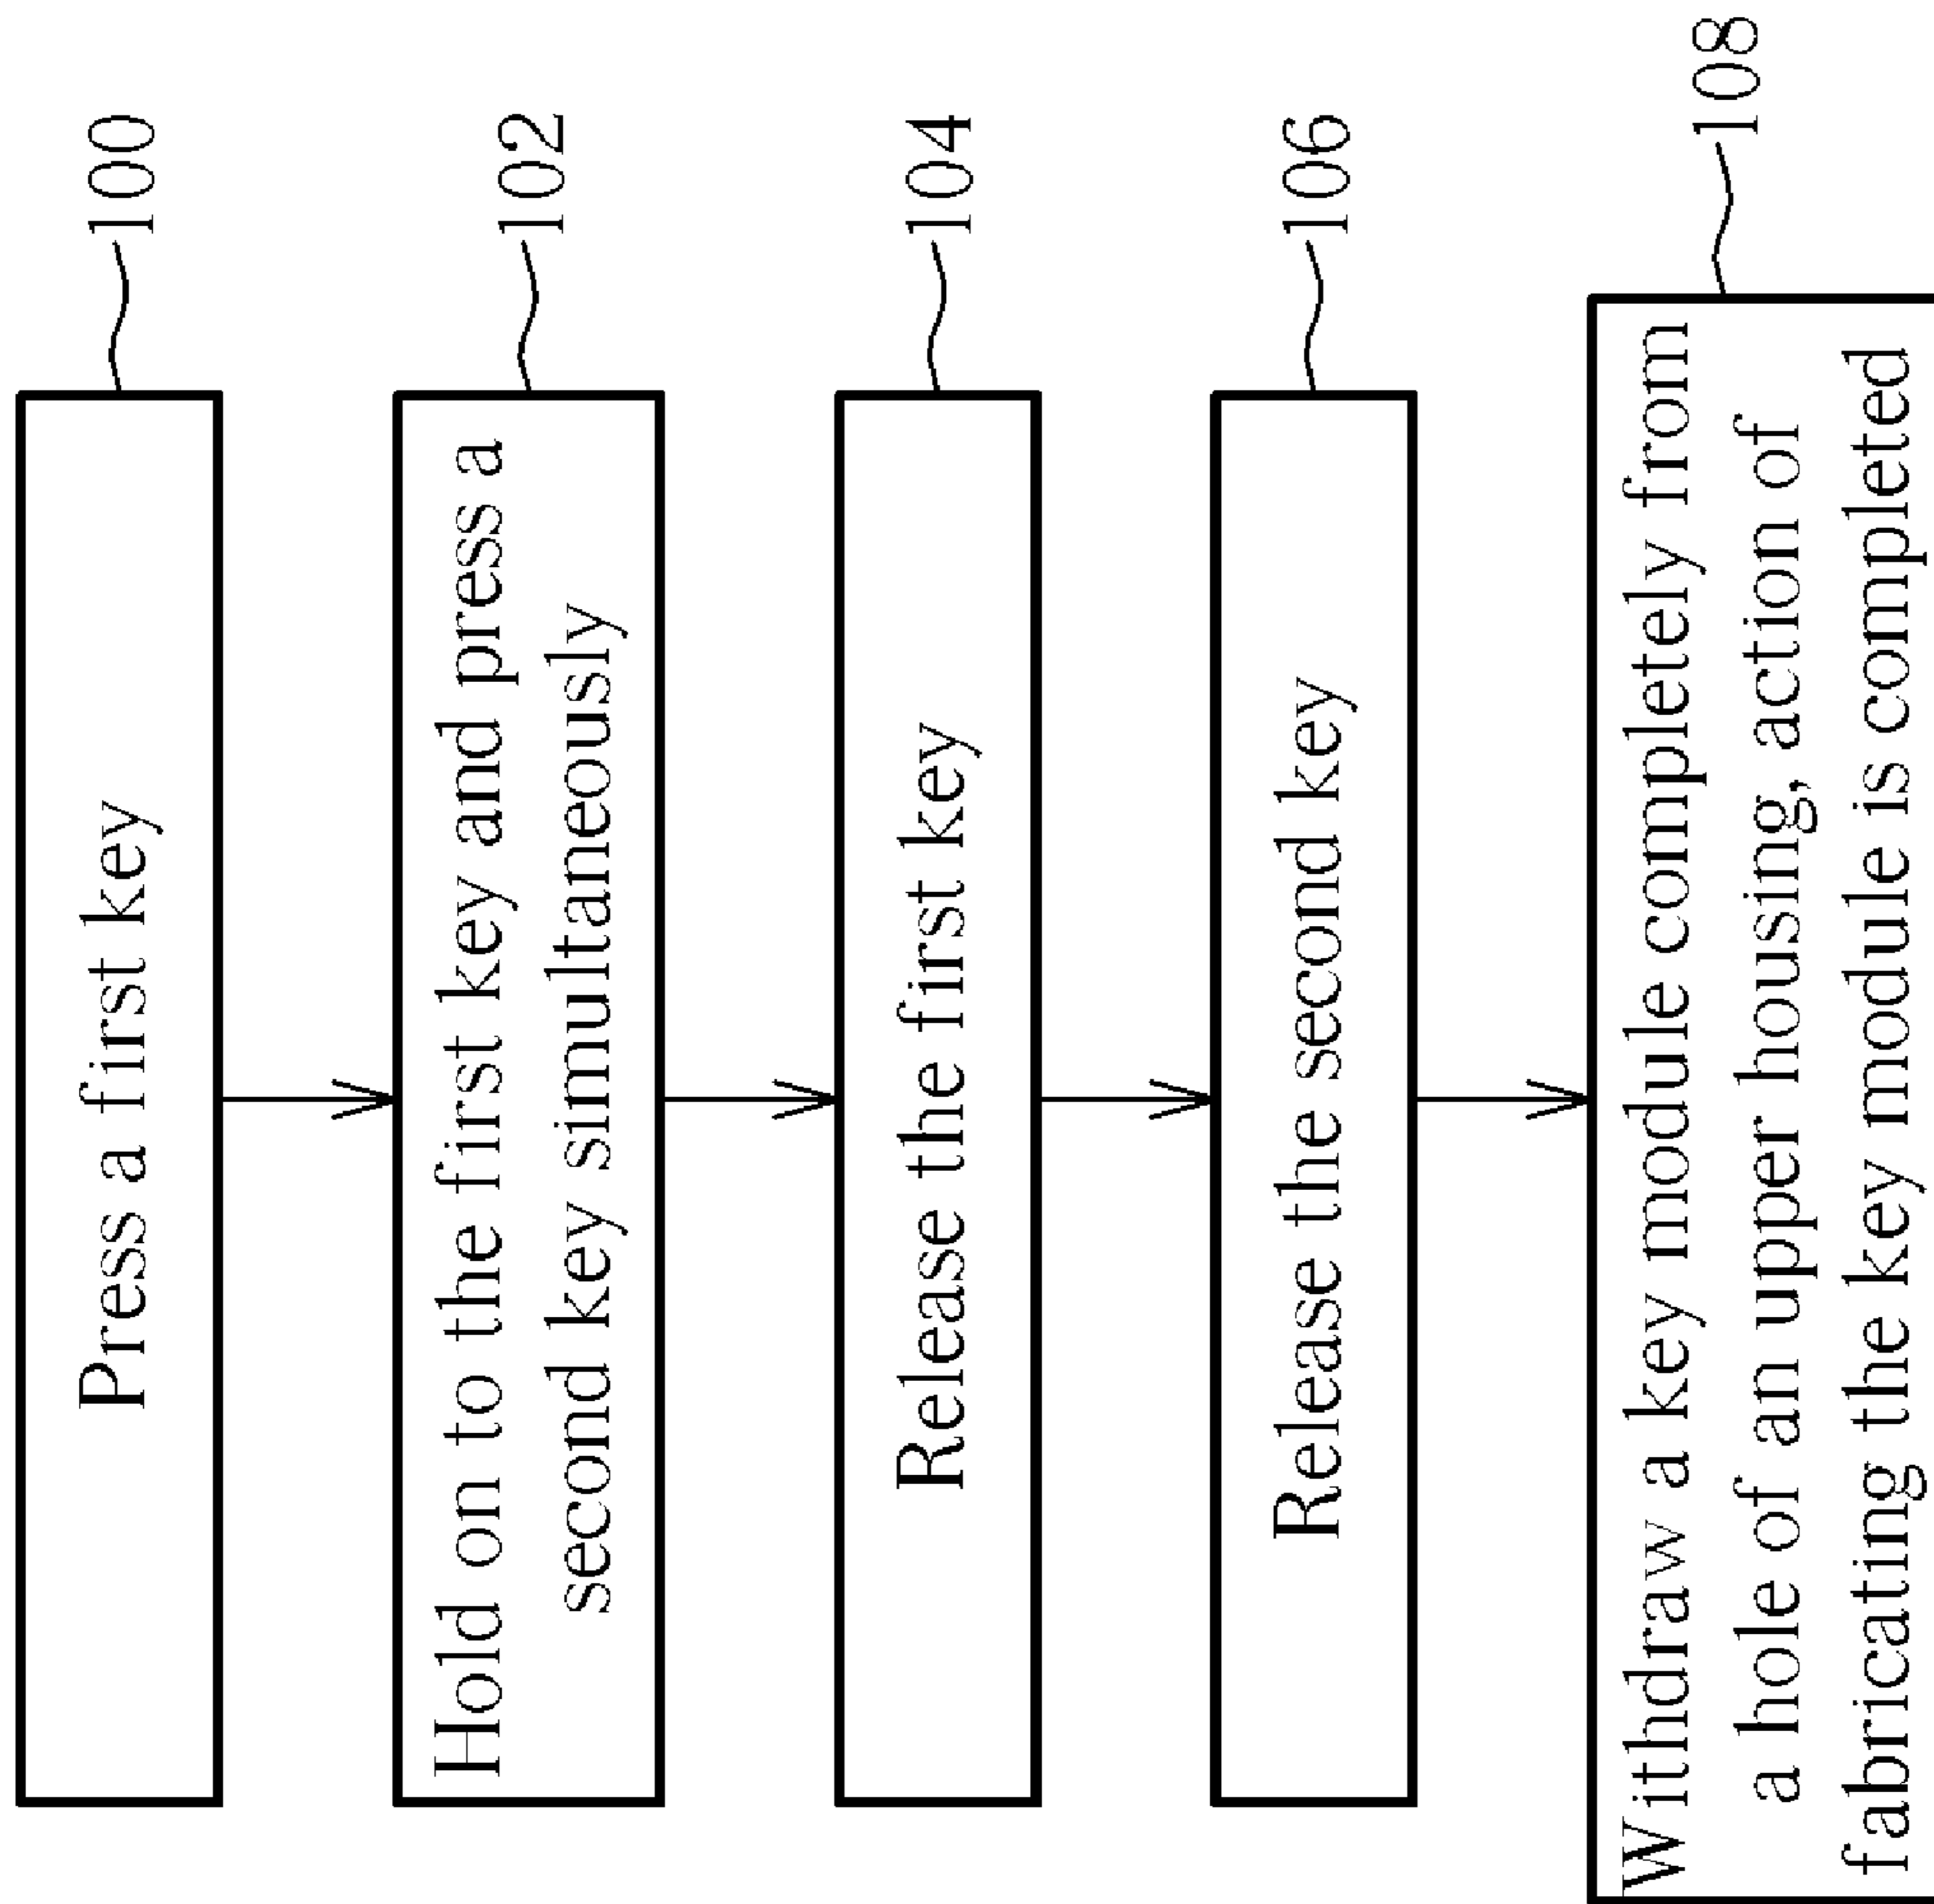 Press a first key
100
Hold on to the first key and press a
second key simultaneously
102
Release the first key
104
Release the second key
106
Withdraw a key module completely from
a hole of an upper housing, action of
fabricating the key module is completed
108